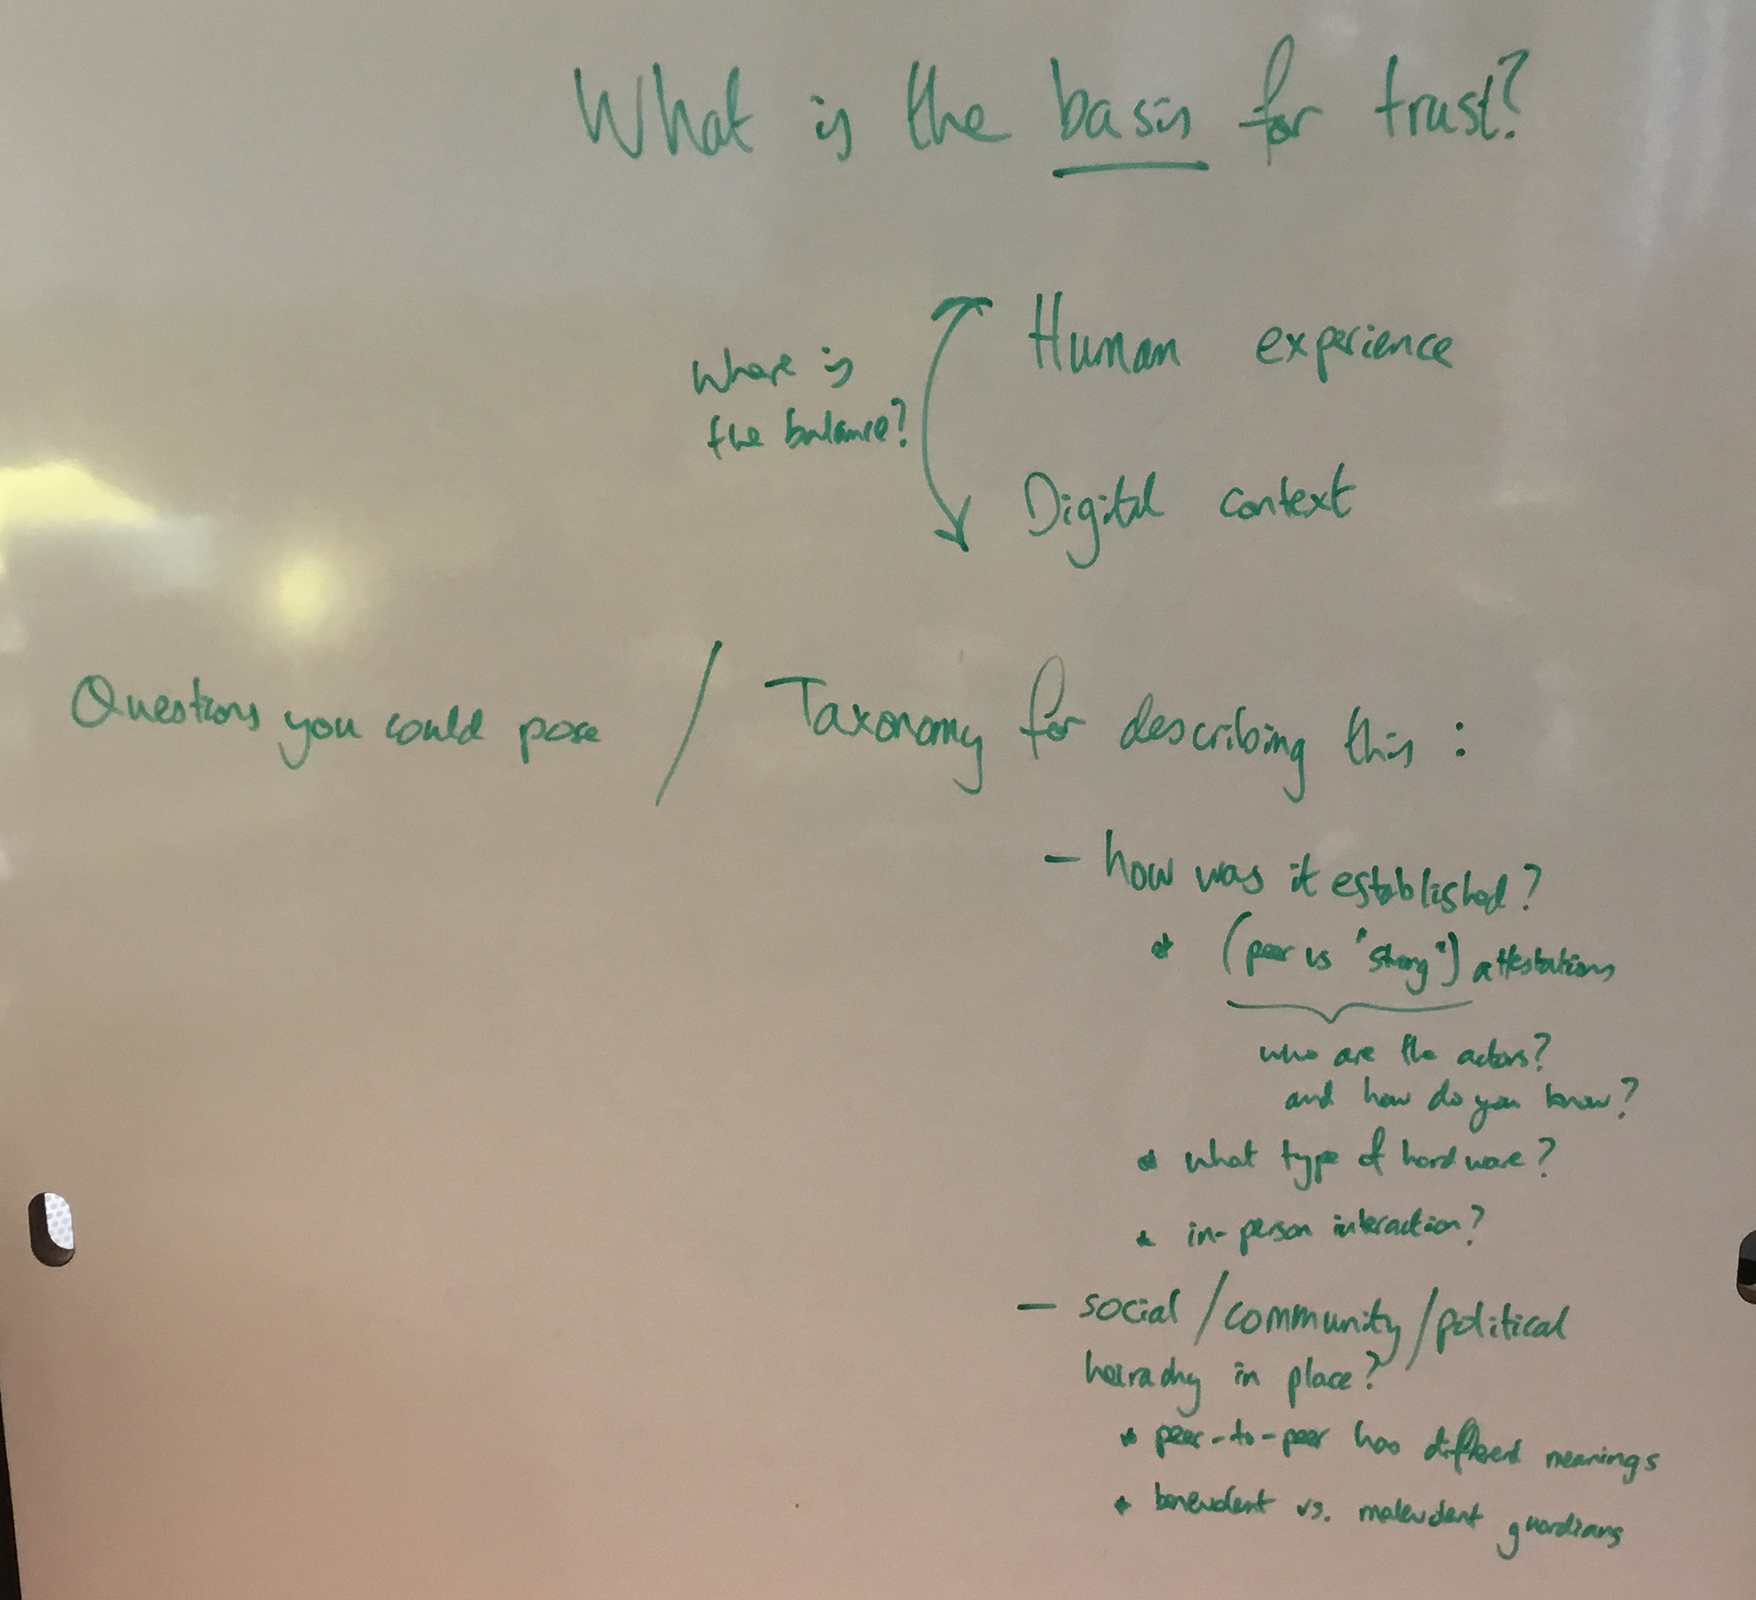 What is the basis for trust?
Where is
the balance?
Human experience
Digital context
Questions you could pose / Taxonomy for describing this :
- how was it established?
* (peer vs "strong") attestations
who are the actors?
and how do you know?
* what type of hardware?
* in-person interaction?
- social / community / political
heirachy in place?
* peer-to-peer has different meanings
* benevolent vs. malevolent guardians